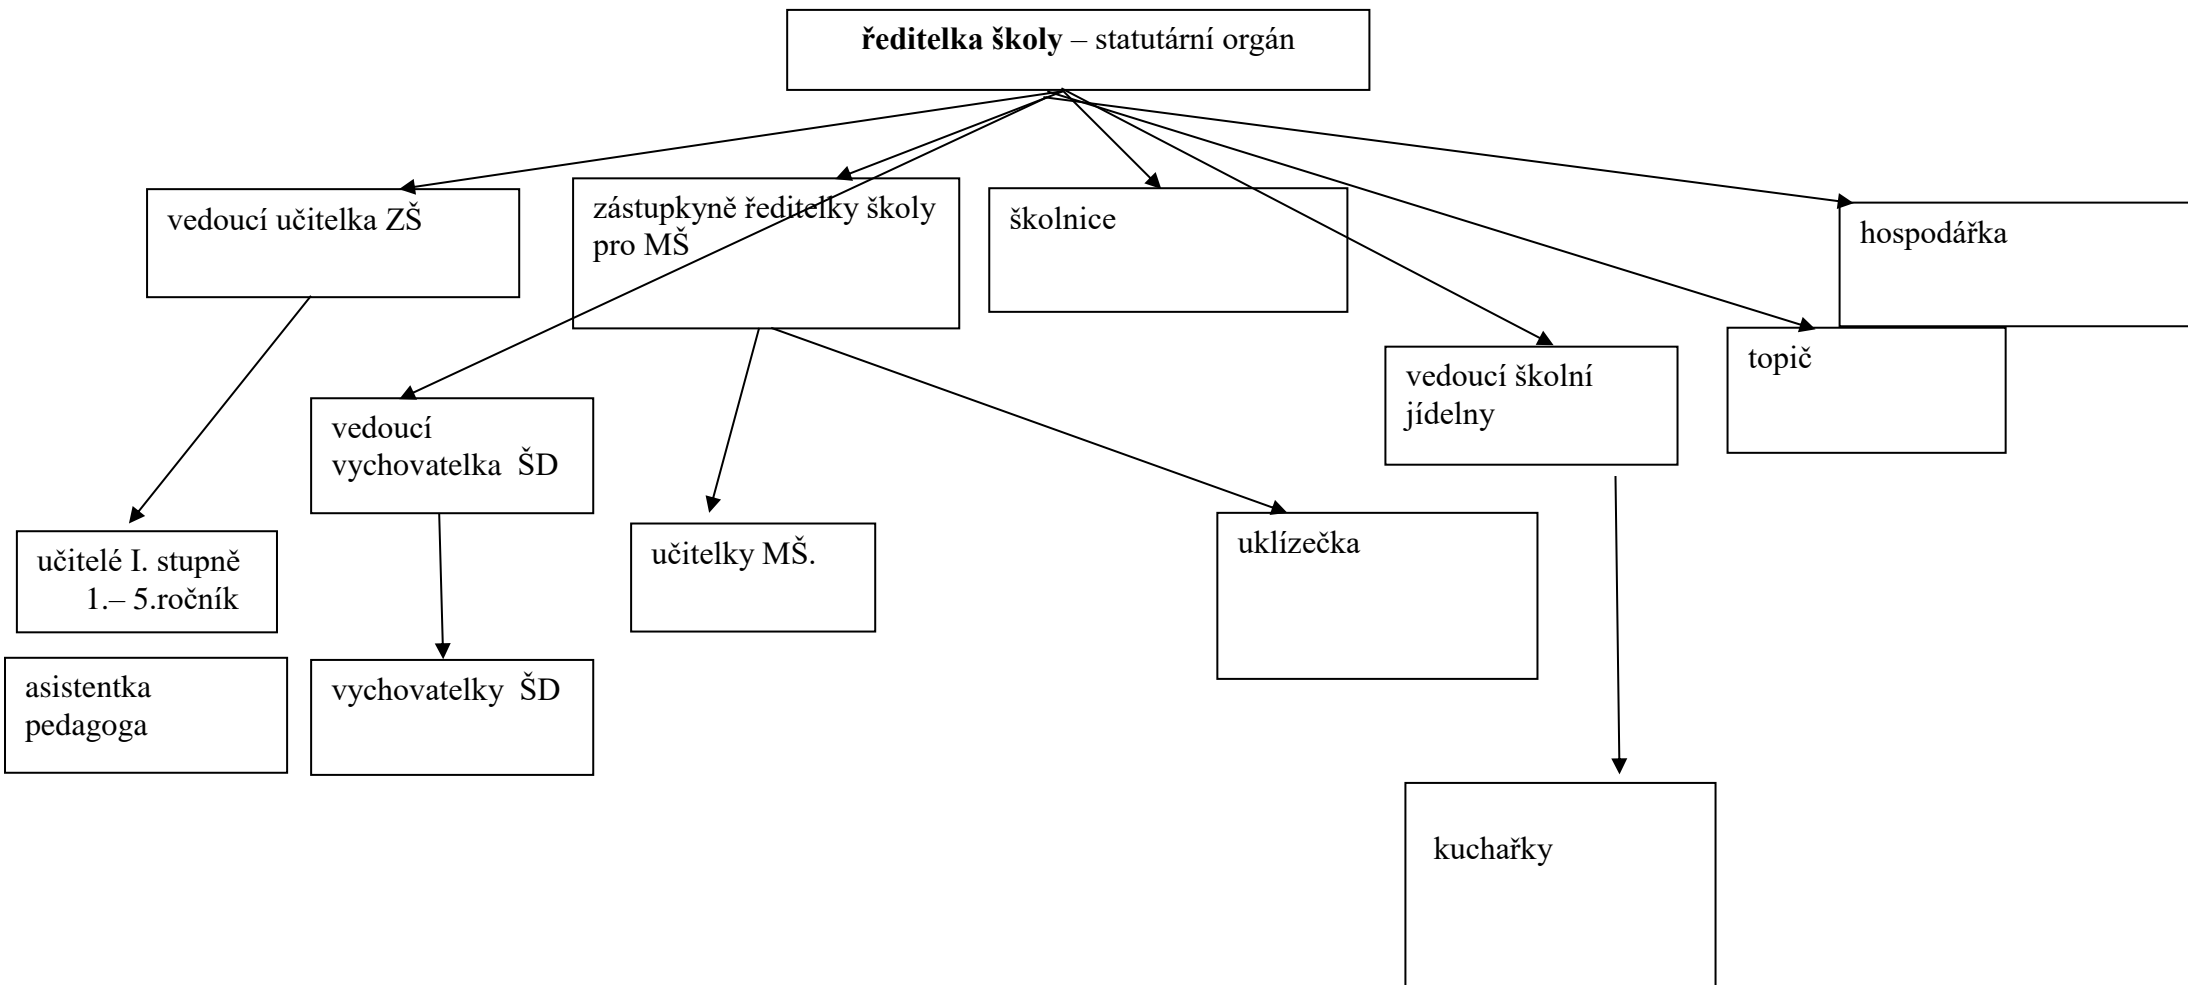 ředitelka školy – statutární orgán
vedoucí učitelka ZŠ
zástupkyně ředitelky školy
pro MŠ
školnice
hospodářka
topič
vedoucí školní
jídelny
vedoucí
vychovatelka  ŠD
učitelé I. stupně
1.– 5.ročník
učitelky MŠ.
uklízečka
asistentka
pedagoga
vychovatelky  ŠD
kuchařky